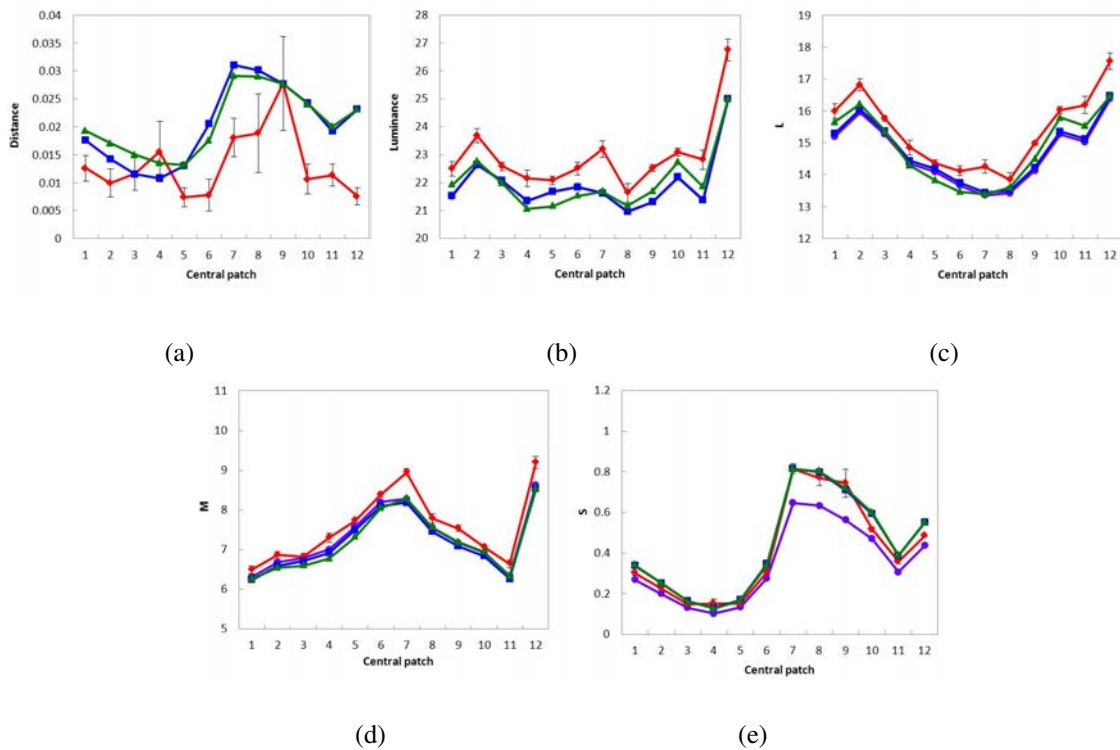 0.04
0.035
0.03
0.025
0.02
0.015
0.01
0.005
0
Distance
1 2 3 4 5 6 7 8 9 10 11 12
Central patch
(a)
28
27
26
25
24
23
22
21
20
Luminance
1 2 3 4 5 6 7 8 9 10 11 12
Central patch
(b)
19
18
17
16
15
14
13
12
L
1 2 3 4 5 6 7 8 9 10 11 12
Central patch
(c)
11
10
9
8
7
6
5
M
1 2 3 4 5 6 7 8 9 10 11 12
Central patch
(d)
1.2
1
0.8
0.6
0.4
0.2
0
S
1 2 3 4 5 6 7 8 9 10 11 12
Central patch
(e)